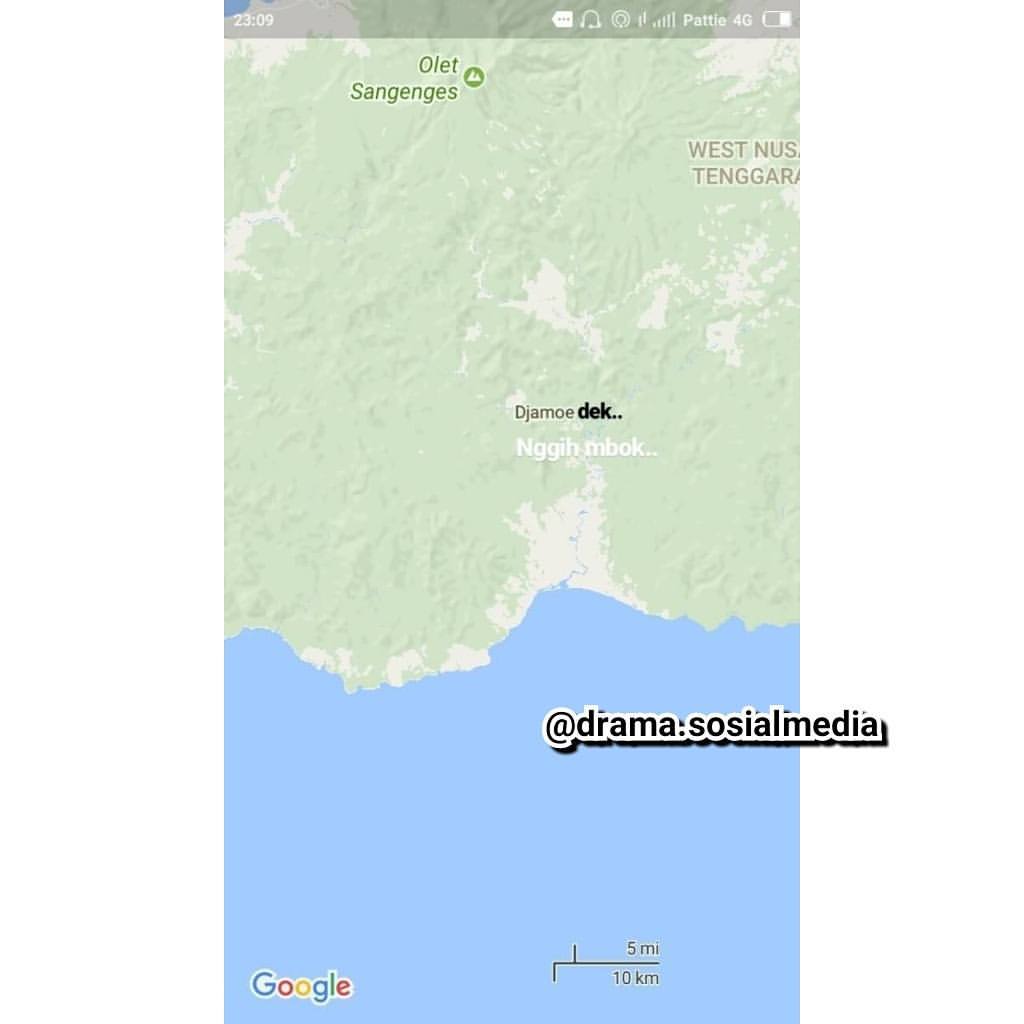 23:09 Pattie 4G
Olet
Sangenges
WEST NUSA
TENGGARA
Djamoe dek..
Nggih mbok..
@drama.sosialmedia
5 mi
10 km
Google